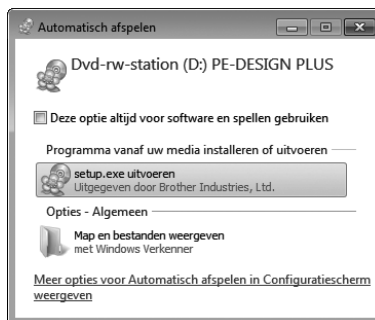 Automatisch afspelen
Dvd-rw-station (D:) PE-DESIGN PLUS
Deze optie altijd voor software en spellen gebruiken
Programma vanaf uw media installeren of uitvoeren
setup.exe uitvoeren
Uitgegeven door Brother Industries, Ltd.
Opties - Algemeen
Map en bestanden weergeven
met Windows Verkenner
Meer opties voor Automatisch afspelen in Configuratiescherm
weergeven